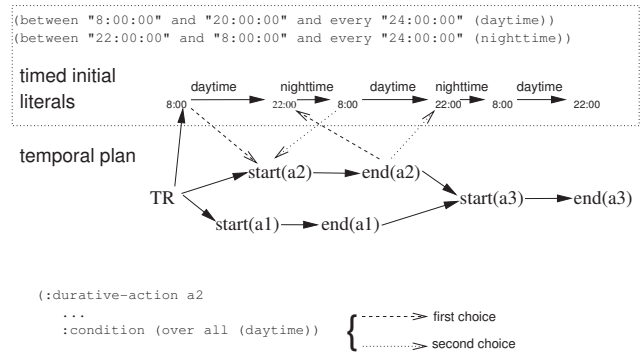 (between "8:00:00" and "20:00:00" and every "24:00:00" (daytime))
(between "22:00:00" and "8:00:00" and every "24:00:00" (nighttime))
timed initial
literals
daytime nighttime daytime nighttime daytime
8:00 22:00 8:00 22:00 8:00 22:00
temporal plan
start(a2) end(a2)
TR start(a3) end(a3)
start(a1) end(a1)
(:durative-action a2
...
:condition (over all (daytime))
{
first choice
second choice